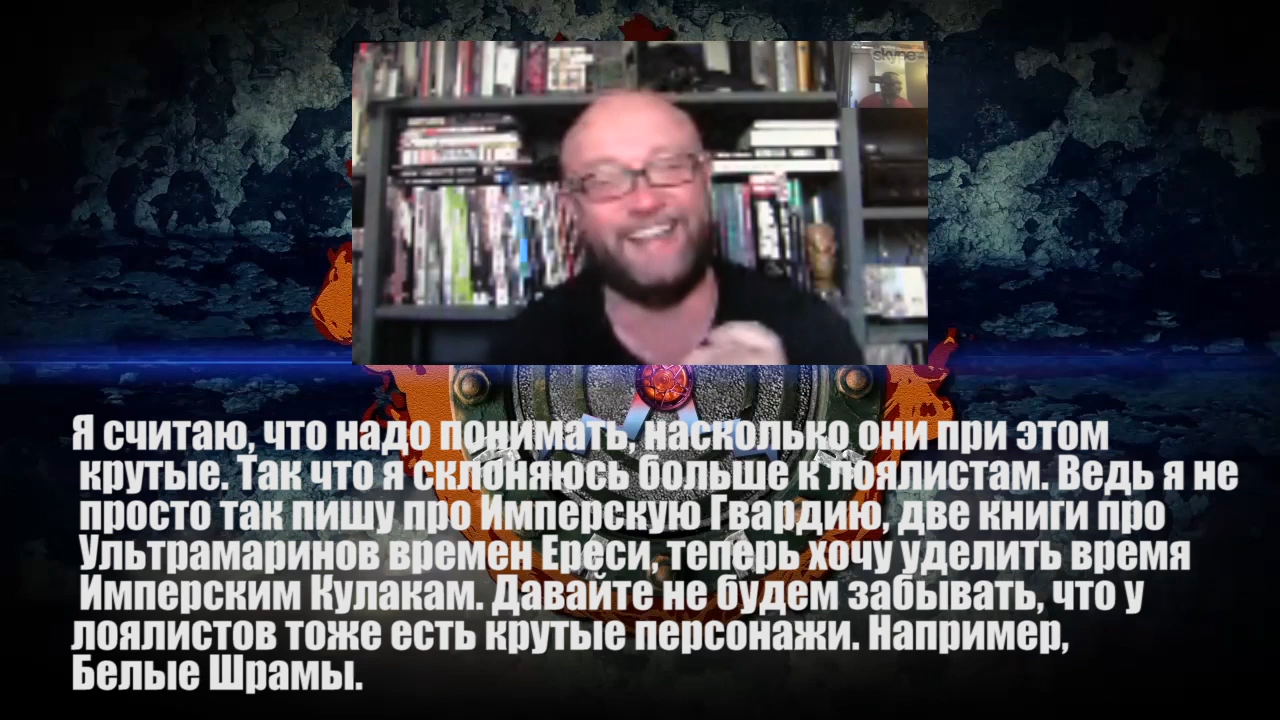 skype
Я считаю, что надо понимать, насколько они при этом
крутые. Так что я склоняюсь больше к лоялистам. Ведь я не
просто так пишу про Имперскую Гвардию, две книги про
Ультрамаринов времен Ереси, теперь хочу уделить время
Имперским Кулакам. Давайте не будем забывать, что у
лоялистов тоже есть крутые персонажи. Например,
Белые Шрамы.